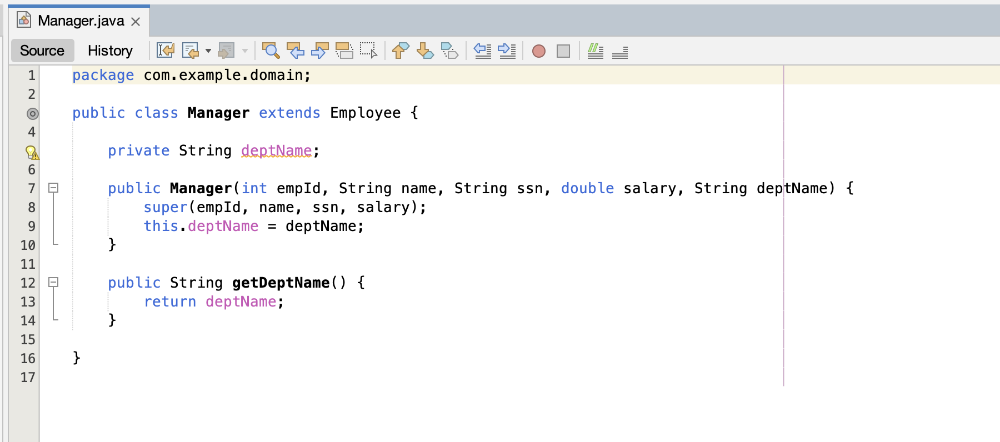 Manager.java
Source History
1 package com.example.domain;
2
public class Manager extends Employee {
4
private String deptName;
6
7 public Manager(int empId, String name, String ssn, double salary, String deptName) {
8 super(empId, name, ssn, salary);
9 this.deptName = deptName;
10 }
11
12 public String getDeptName() {
13 return deptName;
14 }
15
16 }
17